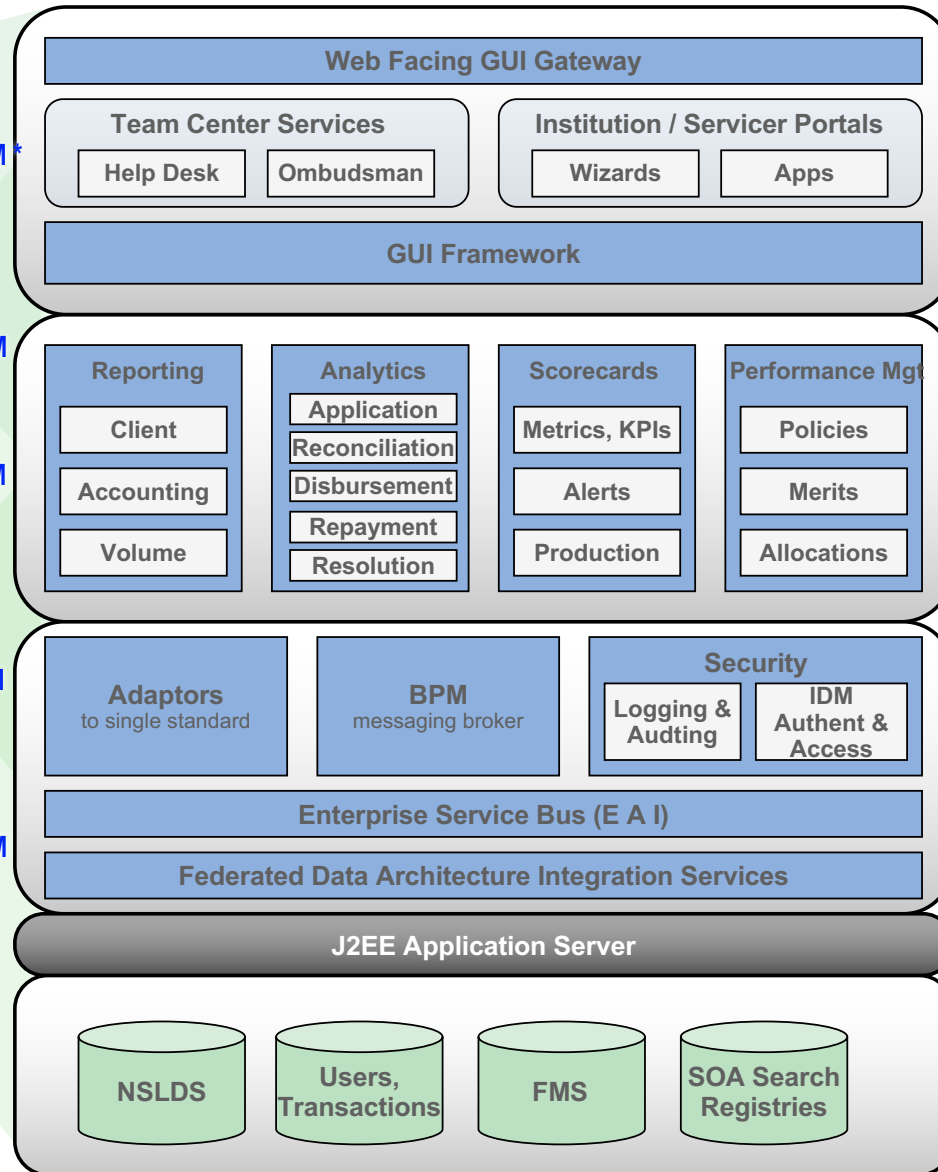 Web Facing GUI Gateway
Team Center Services
Help Desk
Ombudsman
Institution / Servicer Portals
Wizards
Apps
M *
GUI Framework
M
Reporting
Client
Accounting
Volume
Analytics
Application
Reconciliation
Disbursement
Repayment
Resolution
Scorecards
Metrics, KPIs
Alerts
Production
Performance Mgt
Policies
Merits
Allocations
M
Adaptors
to single standard
BPM
messaging broker
Security
Logging &
Audting
IDM
Authent &
Access
Enterprise Service Bus (E A I)
M
Federated Data Architecture Integration Services
J2EE Application Server
NSLDS
Users,
Transactions
FMS
SOA Search
Registries